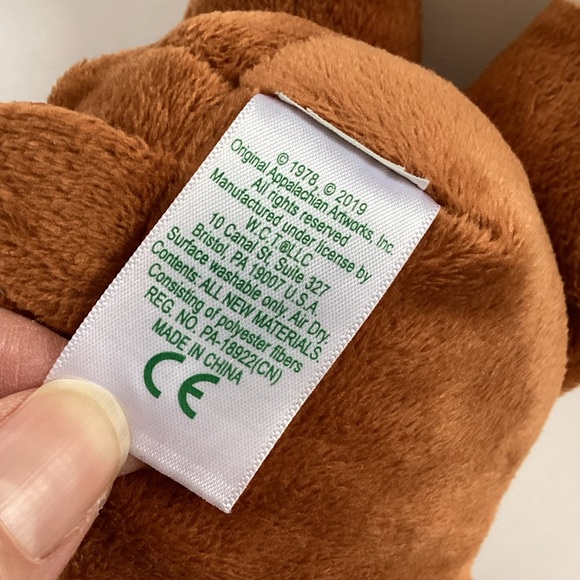 © 1978, © 2019
Original Appalachian Artworks, Inc.
All rights reserved
Manufactured under license by
W.C.T®LLC
10 Canal St, Suite 327
Bristol, PA 19007 U.S.A.
Surface washable only. Air Dry.
Contents: ALL NEW MATERIALS.
Consisting of polyester fibers
REG. NO. PA-18922(CN)
MADE IN CHINA
CE